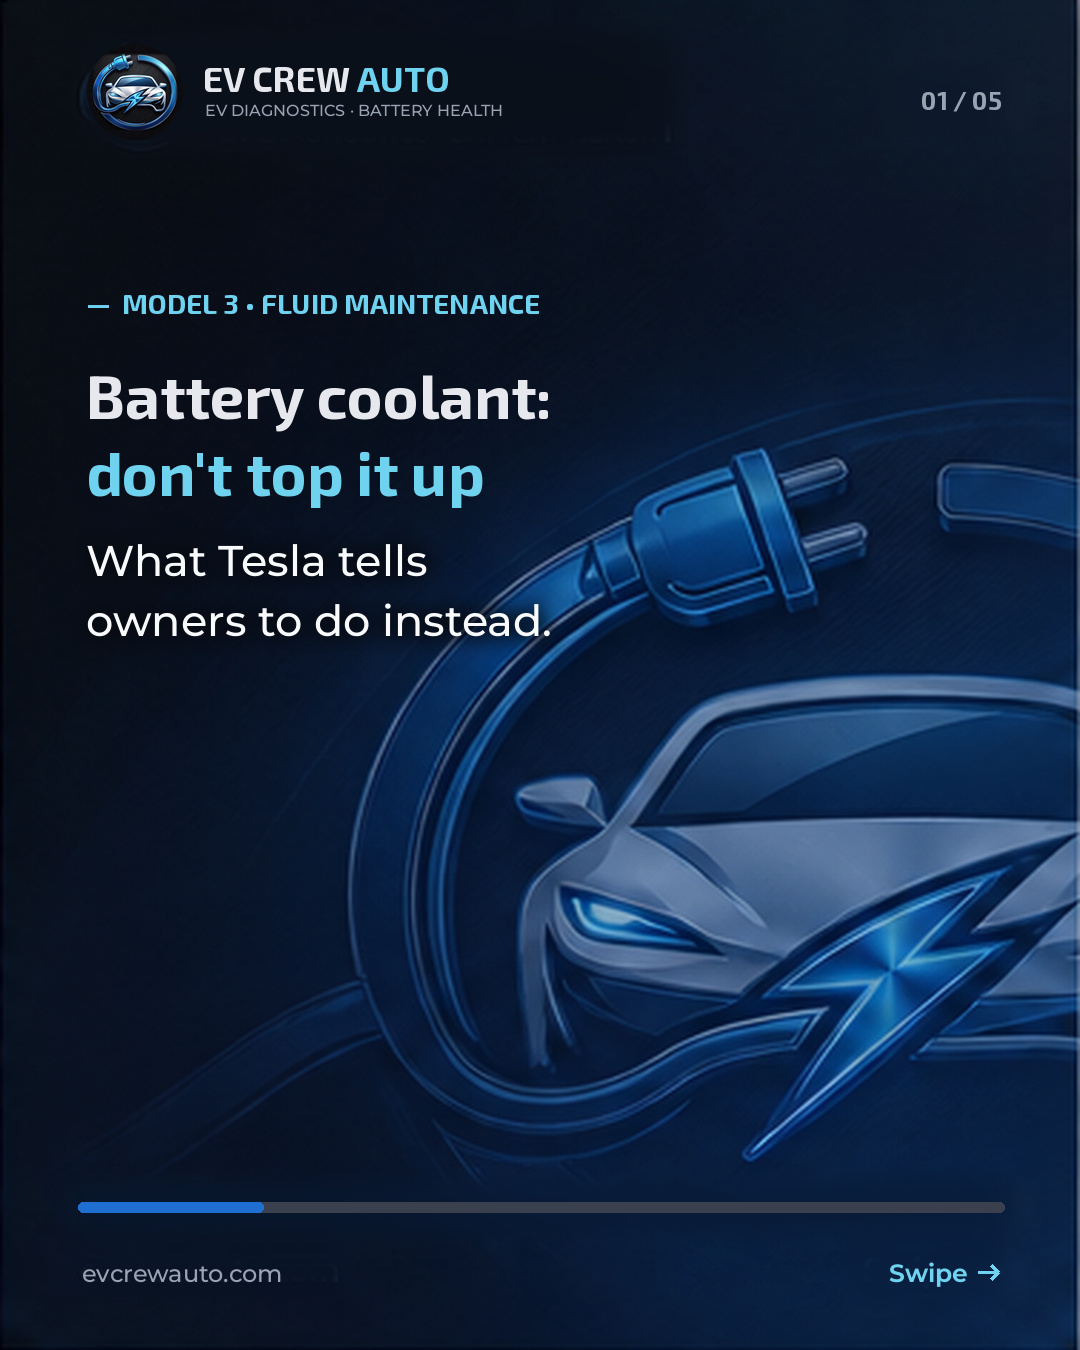 EV CREW AUTO
EV DIAGNOSTICS · BATTERY HEALTH
01 / 05
— MODEL 3 • FLUID MAINTENANCE
Battery coolant:
don't top it up
What Tesla tells
owners to do instead.
evcrewauto.com
Swipe →